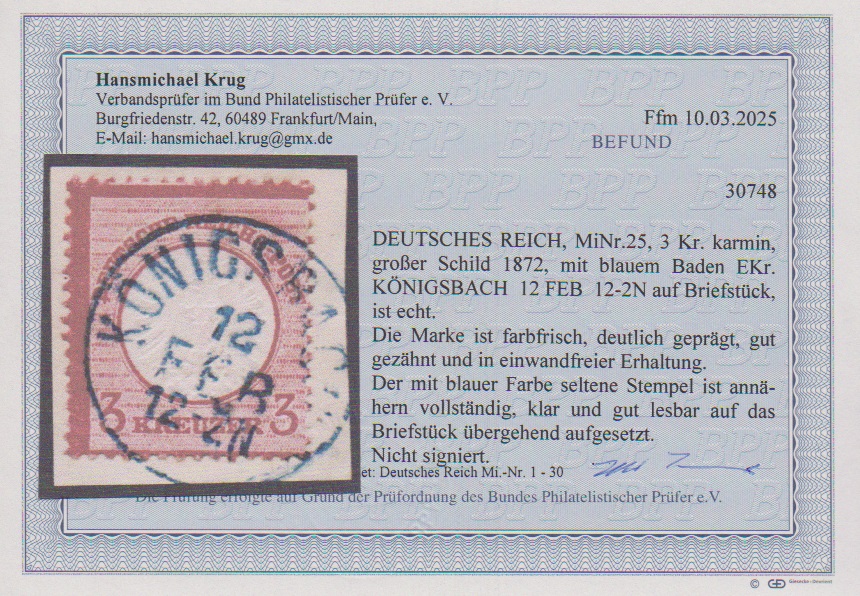 Hansmichael Krug
Verbandsprüfer im Bund Philatelistischer Prüfer e. V.
Burgfriedenstr. 42, 60489 Frankfurt/Main,
E-Mail: hansmichael.krug@gmx.de
Ffm 10.03.2025
BEFUND
30748
DEUTSCHES REICH, MiNr.25, 3 Kr. karmin,
großer Schild 1872, mit blauem Baden EKr.
KÖNIGSBACH 12 FEB 12-2N auf Briefstück,
ist echt.
Die Marke ist farbfrisch, deutlich geprägt, gut
gezähnt und in einwandfreier Erhaltung.
Der mit blauer Farbe seltene Stempel ist annä-
hern vollständig, klar und gut lesbar auf das
Briefstück übergehend aufgesetzt.
Nicht signiert.
et: Deutsches Reich Mi.-Nr. 1 - 30
Die Prüfung erfolgte auf Grund der Prüfordnung des Bundes Philatelistischer Prüfer e.V.
KÖNIGSBACH
12
FEB
12-2N
3 KREUZER 3
BPP
© GD Giesecke+Devrient